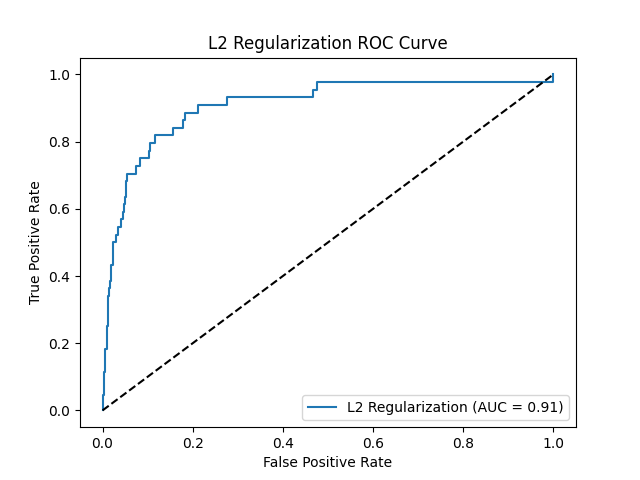 L2 Regularization ROC Curve
1.0
0.8
0.6
0.4
0.2
0.0
True Positive Rate
L2 Regularization (AUC = 0.91)
0.0 0.2 0.4 0.6 0.8 1.0
False Positive Rate